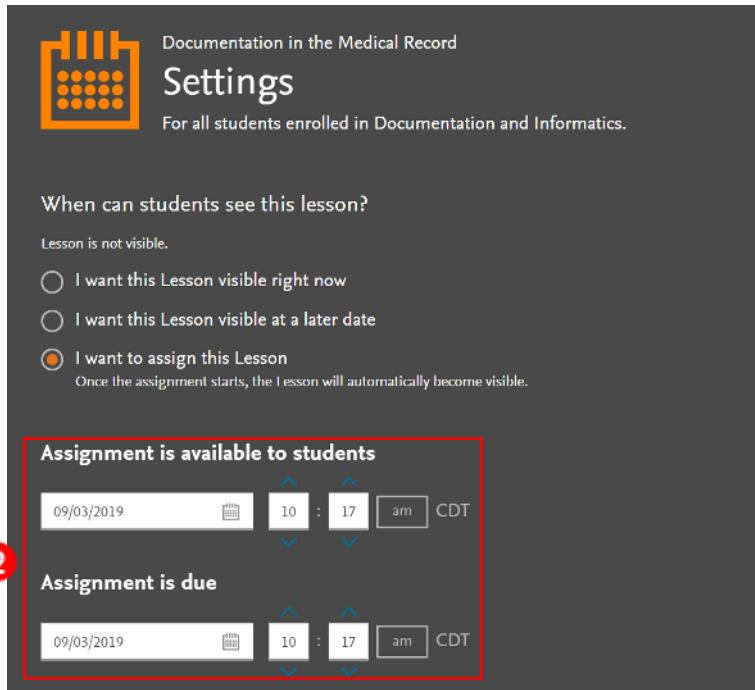 Documentation in the Medical Record
Settings
For all students enrolled in Documentation and Informatics.
When can students see this lesson?
Lesson is not visible.
I want this Lesson visible right now
I want this Lesson visible at a later date
I want to assign this Lesson
Once the assignment starts, the Lesson will automatically become visible.
Assignment is available to students
09/03/2019 10 : 17 am CDT
2
Assignment is due
09/03/2019 10 : 17 am CDT